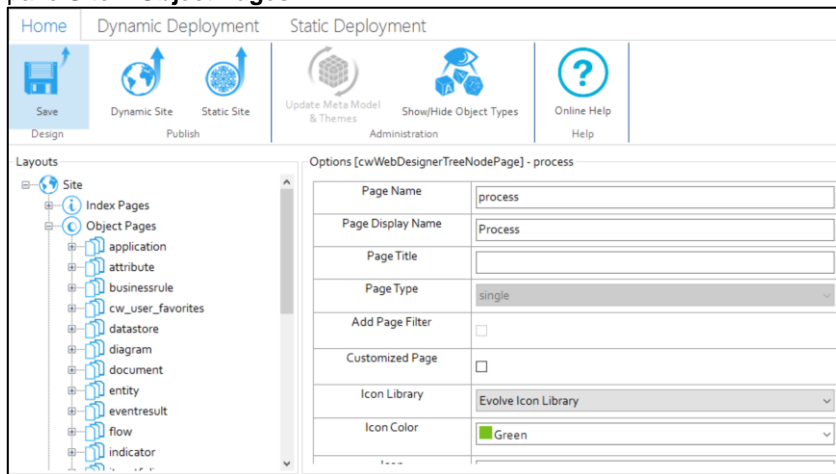 Home Dynamic Deployment Static Deployment
Save
Dynamic Site
Static Site
Update Meta Model
& Themes
Show/Hide Object Types
Online Help
Design
Publish
Administration
Help
Layouts
Site
Index Pages
Object Pages
application
attribute
businessrule
cw_user_favorites
datastore
diagram
document
entity
eventresult
flow
indicator
Options [cwWebDesignerTreeNodePage] - process
Page Name process
Page Display Name Process
Page Title
Page Type single
Add Page Filter
Customized Page
Icon Library Evolve Icon Library
Icon Color Green